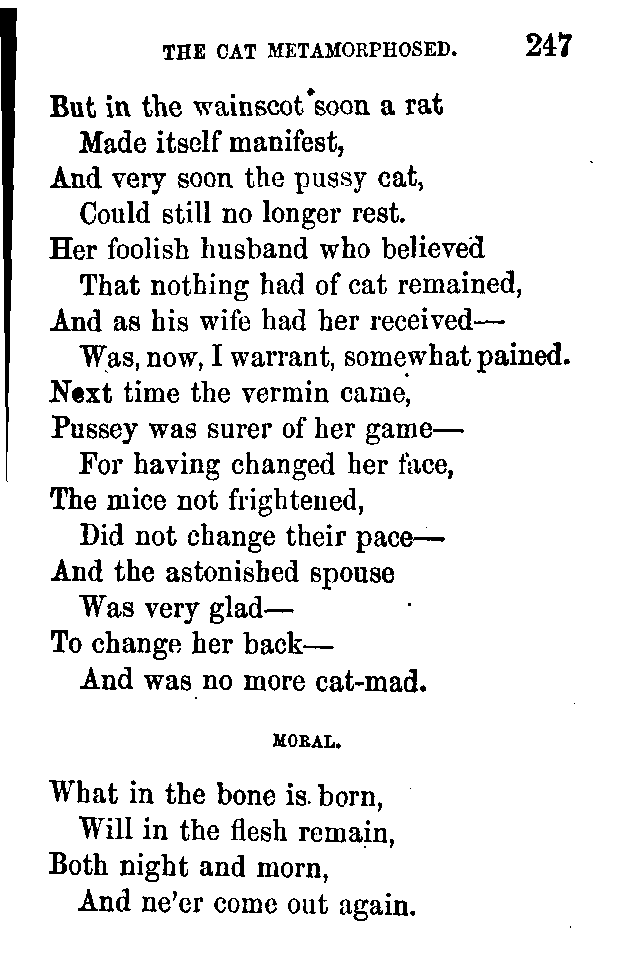 THE CAT METAMORPHOSED. 247
But in the wainscot soon a rat
Made itself manifest,
And very soon the pussy cat,
Could still no longer rest.
Her foolish husband who believed
That nothing had of cat remained,
And as his wife had her received—
Was, now, I warrant, somewhat pained.
Next time the vermin came,
Pussey was surer of her game—
For having changed her face,
The mice not frightened,
Did not change their pace—
And the astonished spouse
Was very glad—
To change her back—
And was no more cat-mad.
MORAL.
What in the bone is born,
Will in the flesh remain,
Both night and morn,
And ne'er come out again.